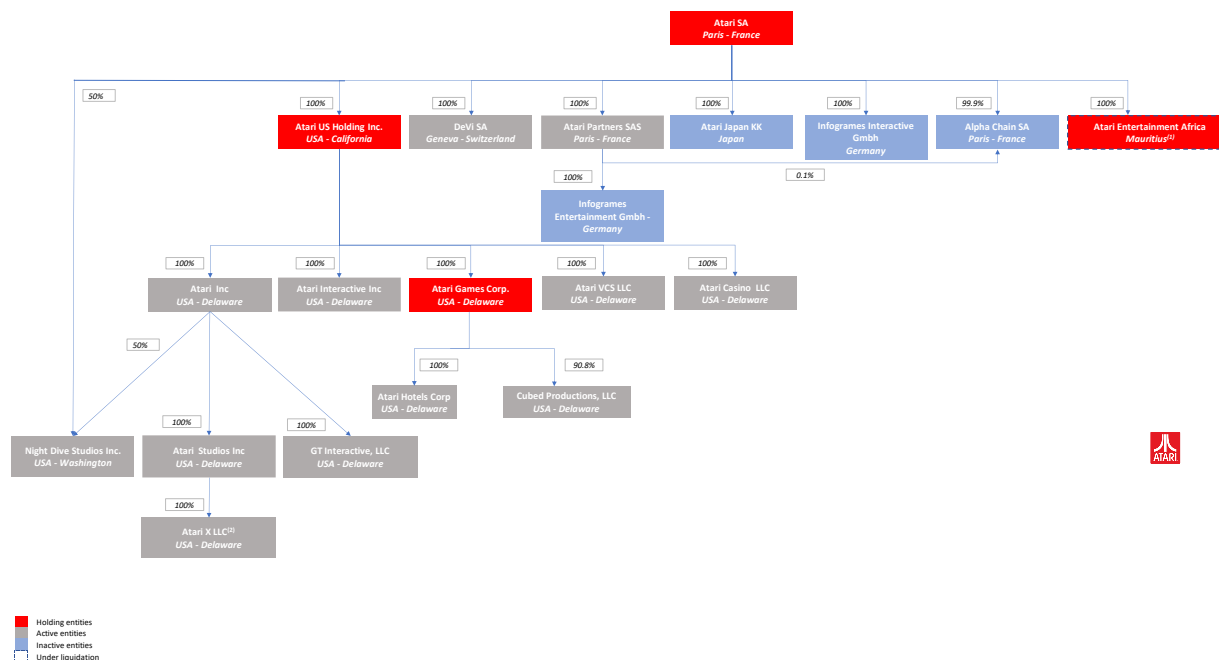 Atari SA
Paris - France
50%
100%
100%
100%
100%
100%
99.9%
100%
Atari US Holding Inc.
USA - California
DeVi SA
Geneva - Switzerland
Atari Partners SAS
Paris - France
Atari Japan KK
Japan
Infogrames Interactive
Gmbh
Germany
Alpha Chain SA
Paris - France
Atari Entertainment Africa
Mauritius(1)
100%
0.1%
Infogrames
Entertainment Gmbh -
Germany
100%
100%
100%
100%
100%
Atari Inc
USA - Delaware
Atari Interactive Inc
USA - Delaware
Atari Games Corp.
USA - Delaware
Atari VCS LLC
USA - Delaware
Atari Casino LLC
USA - Delaware
50%
100%
90.8%
Atari Hotels Corp
USA - Delaware
Cubed Productions, LLC
USA - Delaware
100%
100%
Night Dive Studios Inc.
USA - Washington
Atari Studios Inc
USA - Delaware
GT Interactive, LLC
USA - Delaware
ATARI
100%
Atari X LLC(2)
USA - Delaware
Holding entities
Active entities
Inactive entities
Under liquidation